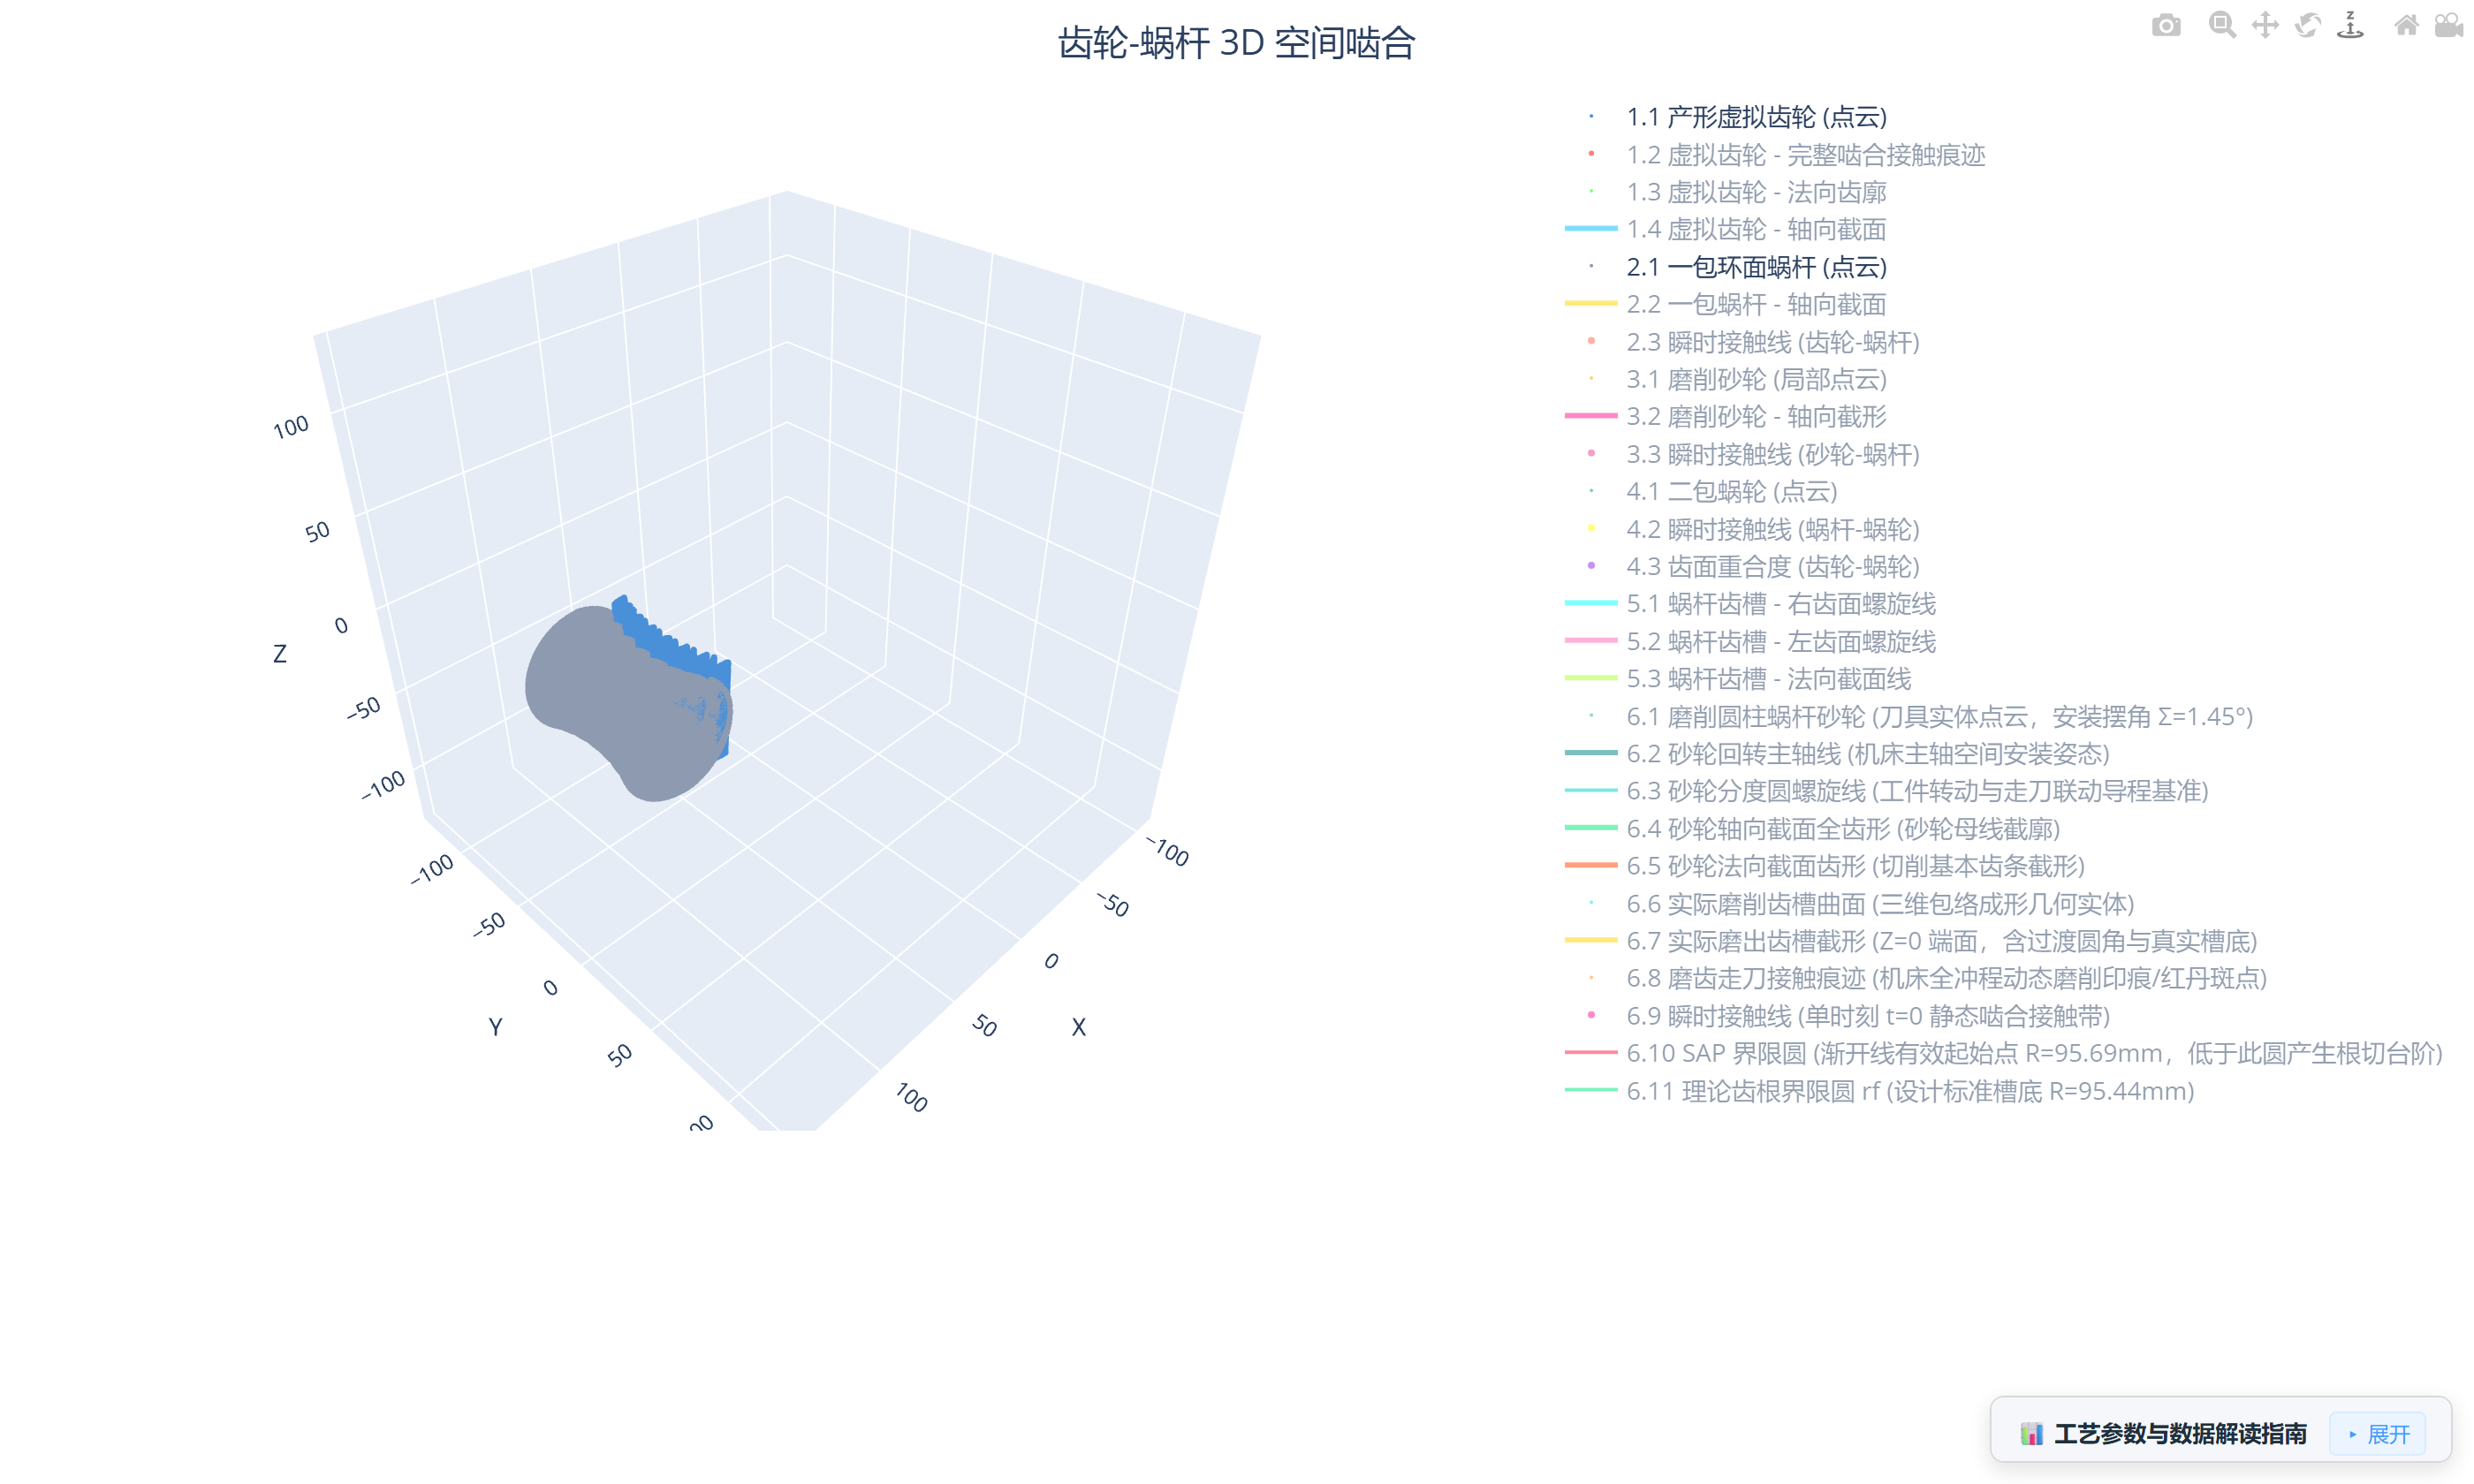 齿轮-蜗杆 3D 空间啮合
z
1.1 产形虚拟齿轮 (点云)
1.2 虚拟齿轮 - 完整啮合接触痕迹
1.3 虚拟齿轮 - 法向齿廓
1.4 虚拟齿轮 - 轴向截面
2.1 一包环面蜗杆 (点云)
2.2 一包蜗杆 - 轴向截面
2.3 瞬时接触线 (齿轮-蜗杆)
3.1 磨削砂轮 (局部点云)
3.2 磨削砂轮 - 轴向截形
3.3 瞬时接触线 (砂轮-蜗杆)
4.1 二包蜗轮 (点云)
4.2 瞬时接触线 (蜗杆-蜗轮)
4.3 齿面重合度 (齿轮-蜗轮)
5.1 蜗杆齿槽 - 右齿面螺旋线
5.2 蜗杆齿槽 - 左齿面螺旋线
5.3 蜗杆齿槽 - 法向截面线
6.1 磨削圆柱蜗杆砂轮 (刀具实体点云，安装摆角 Σ=1.45°)
6.2 砂轮回转主轴线 (机床主轴空间安装姿态)
6.3 砂轮分度圆螺旋线 (工件转动与走刀联动导程基准)
6.4 砂轮轴向截面全齿形 (砂轮母线截廓)
6.5 砂轮法向截面齿形 (切削基本齿条截形)
6.6 实际磨削齿槽曲面 (三维包络成形几何实体)
6.7 实际磨出齿槽截形 (Z=0 端面，含过渡圆角与真实槽底)
6.8 磨齿走刀接触痕迹 (机床全冲程动态磨削印痕/红丹斑点)
6.9 瞬时接触线 (单时刻 t=0 静态啮合接触带)
6.10 SAP 界限圆 (渐开线有效起始点 R=95.69mm，低于此圆产生根切台阶)
6.11 理论齿根界限圆 rf (设计标准槽底 R=95.44mm)
100
50
0
Z
−50
−100
−100
−50
0
Y
50
00
−100
−50
0
50
X
100
工艺参数与数据解读指南
展开